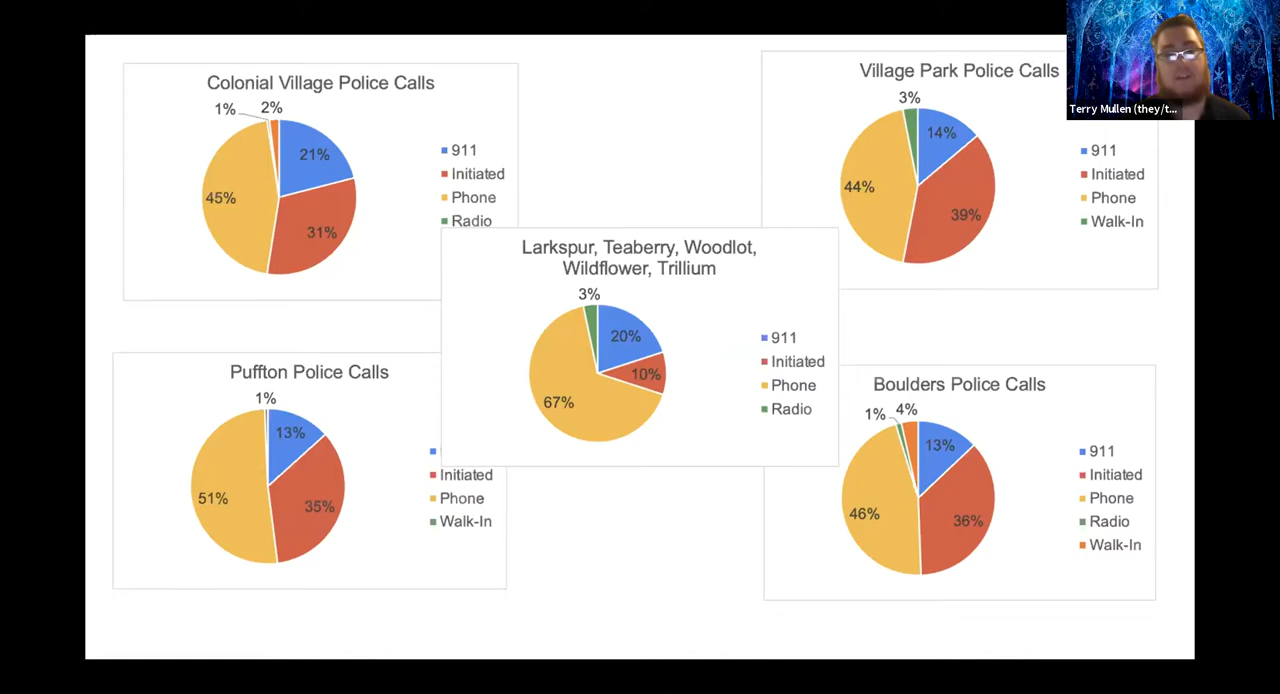 Colonial Village Police Calls
1%
2%
21%
45%
31%
911
Initiated
Phone
Radio
Village Park Police Calls
3%
14%
44%
39%
911
Initiated
Phone
Walk-In
Terry Mullen (they/t...
Larkspur, Teaberry, Woodlot,
Wildflower, Trillium
3%
20%
10%
67%
911
Initiated
Phone
Radio
Puffton Police Calls
1%
13%
51%
35%
Initiated
Phone
Walk-In
Boulders Police Calls
1%
4%
13%
46%
36%
911
Initiated
Phone
Radio
Walk-In